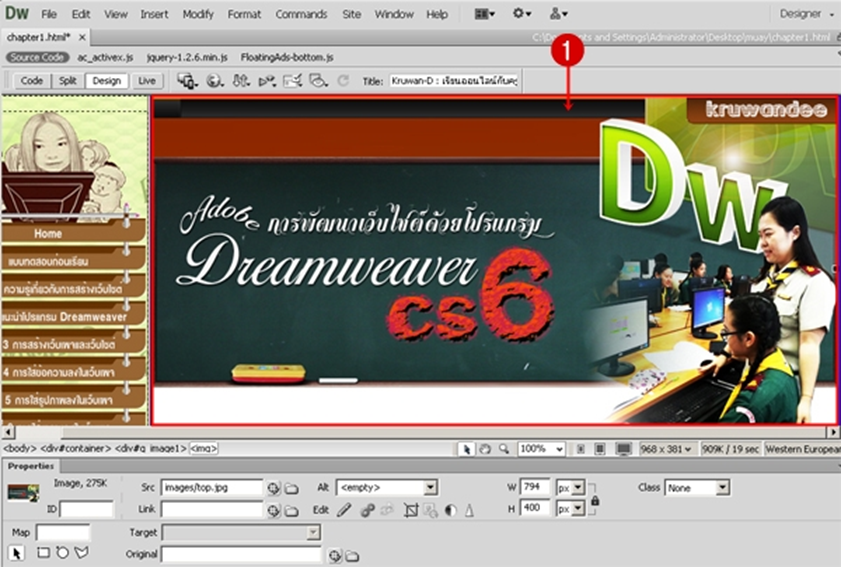 Dw File Edit View Insert Modify Format Commands Site Window Help Designer
chapter1.html* × C:\Documents and Settings\Administrator\Desktop\muay\chapter1.html
Source Code ac_activex.js jquery-1.2.6.min.js FloatingAds-bottom.js
1
Code Split Design Live Title: Kruwan-D : เรียนออนไลน์กับครู
kruwandee
Dw
Adobe การพัฒนาเว็บไซต์ด้วยโปรแกรม
Dreamweaver
cs6
Home
แบบทดสอบก่อนเรียน
ความรู้เกี่ยวกับการสร้างเว็บไซต์
แนะนำโปรแกรม Dreamweaver
3 การสร้างเว็บเพจและเว็บไซต์
4 การใส่ข้อความลงในเว็บเพจ
5 การใส่รูปภาพลงในเว็บเพจ
<body> <div#container> <div#g_image1> <img> 100% 968 x 381 909K / 19 sec Western European
Properties
Image, 275K Src images/top.jpg Alt <empty> W 794 px Class None
ID Link Edit H 400 px
Map Target
Original